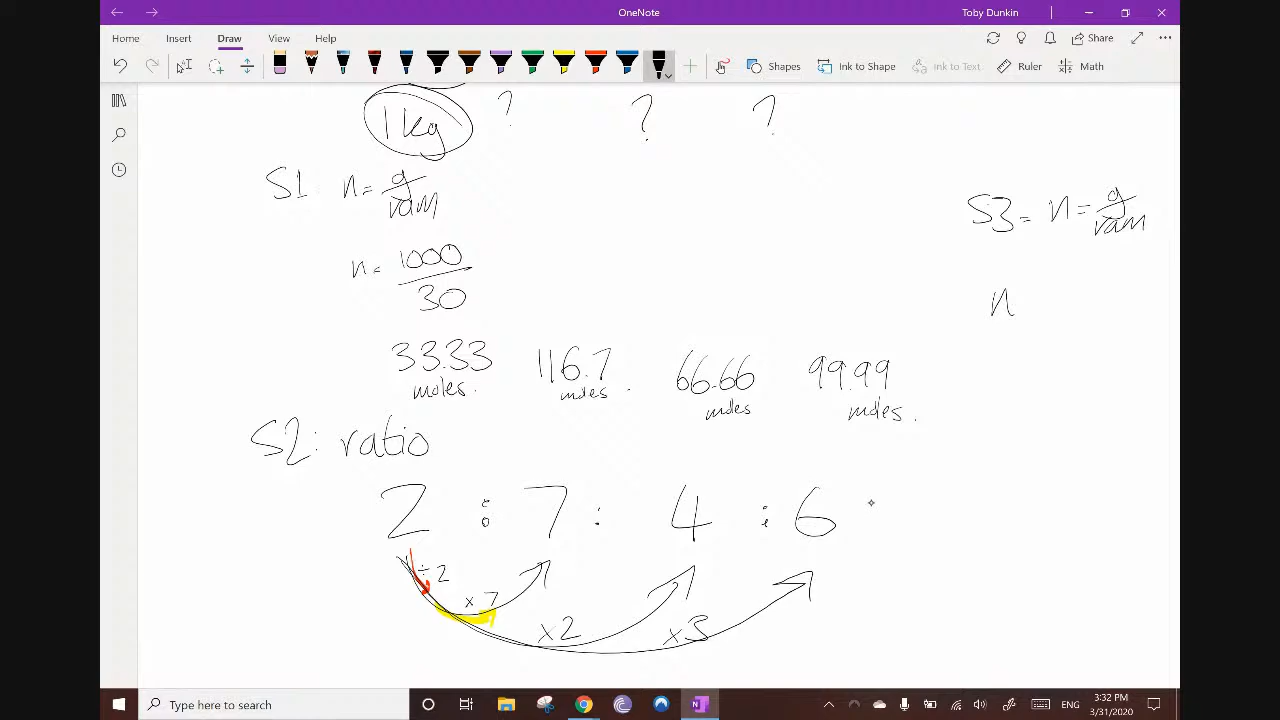 OneNote
Toby Dunkin
Home Insert Draw View Help
Share
Shapes Ink to Shape Ink to Text Ruler Math
1kg ? ? ?
S1 n = g
ram
S3 = n = g
ram
n = 1000
30
n
33.33 116.7 66.66 99.99
moles. moles. moles moles.
S2: ratio
2 : 7 : 4 : 6
÷2
x 7
x2 x3
Type here to search
ENG
3:32 PM
3/31/2020